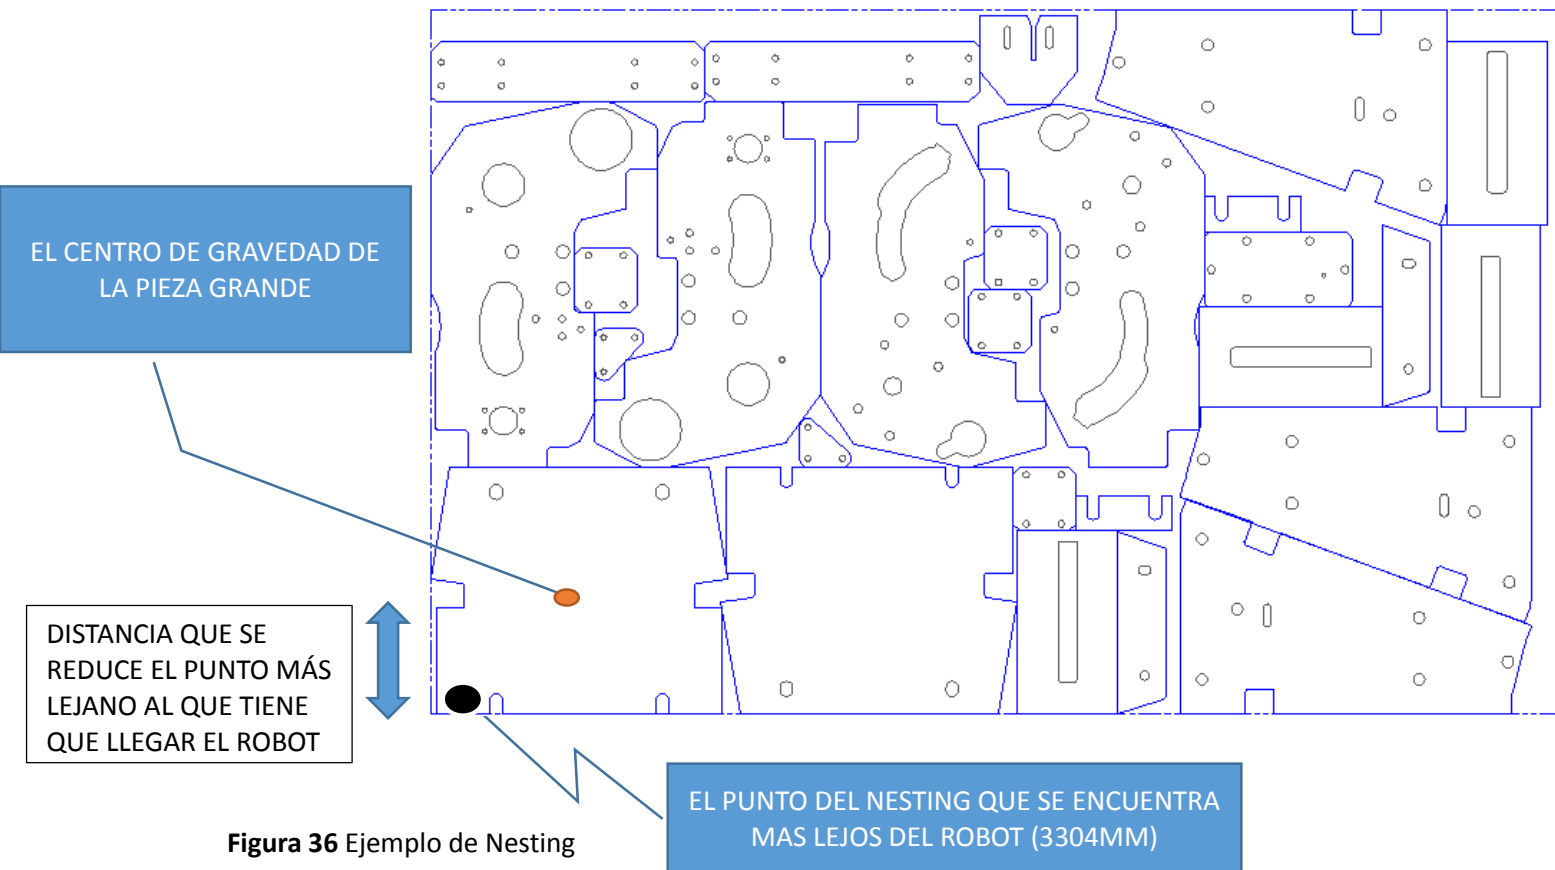 EL CENTRO DE GRAVEDAD DE
LA PIEZA GRANDE
DISTANCIA QUE SE
REDUCE EL PUNTO MÁS
LEJANO AL QUE TIENE
QUE LLEGAR EL ROBOT
EL PUNTO DEL NESTING QUE SE ENCUENTRA
MAS LEJOS DEL ROBOT (3304MM)
Figura 36 Ejemplo de Nesting